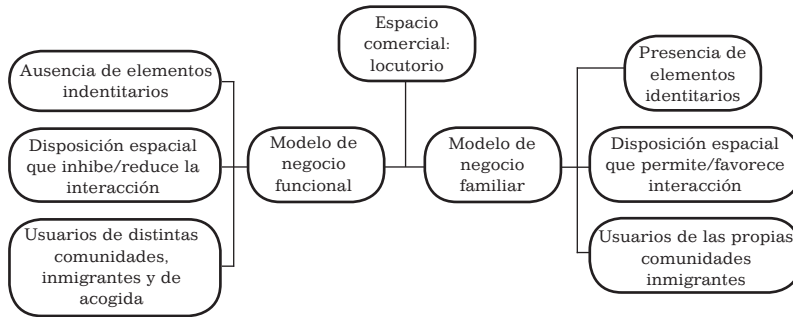 Espacio
comercial:
locutorio
Ausencia de elementos
indentitarios
Disposición espacial
que inhibe/reduce la
interacción
Usuarios de distintas
comunidades,
inmigrantes y de
acogida
Modelo de
negocio
funcional
Modelo de
negocio
familiar
Presencia de
elementos
identitarios
Disposición espacial
que permite/favorece
interacción
Usuarios de las propias
comunidades
inmigrantes